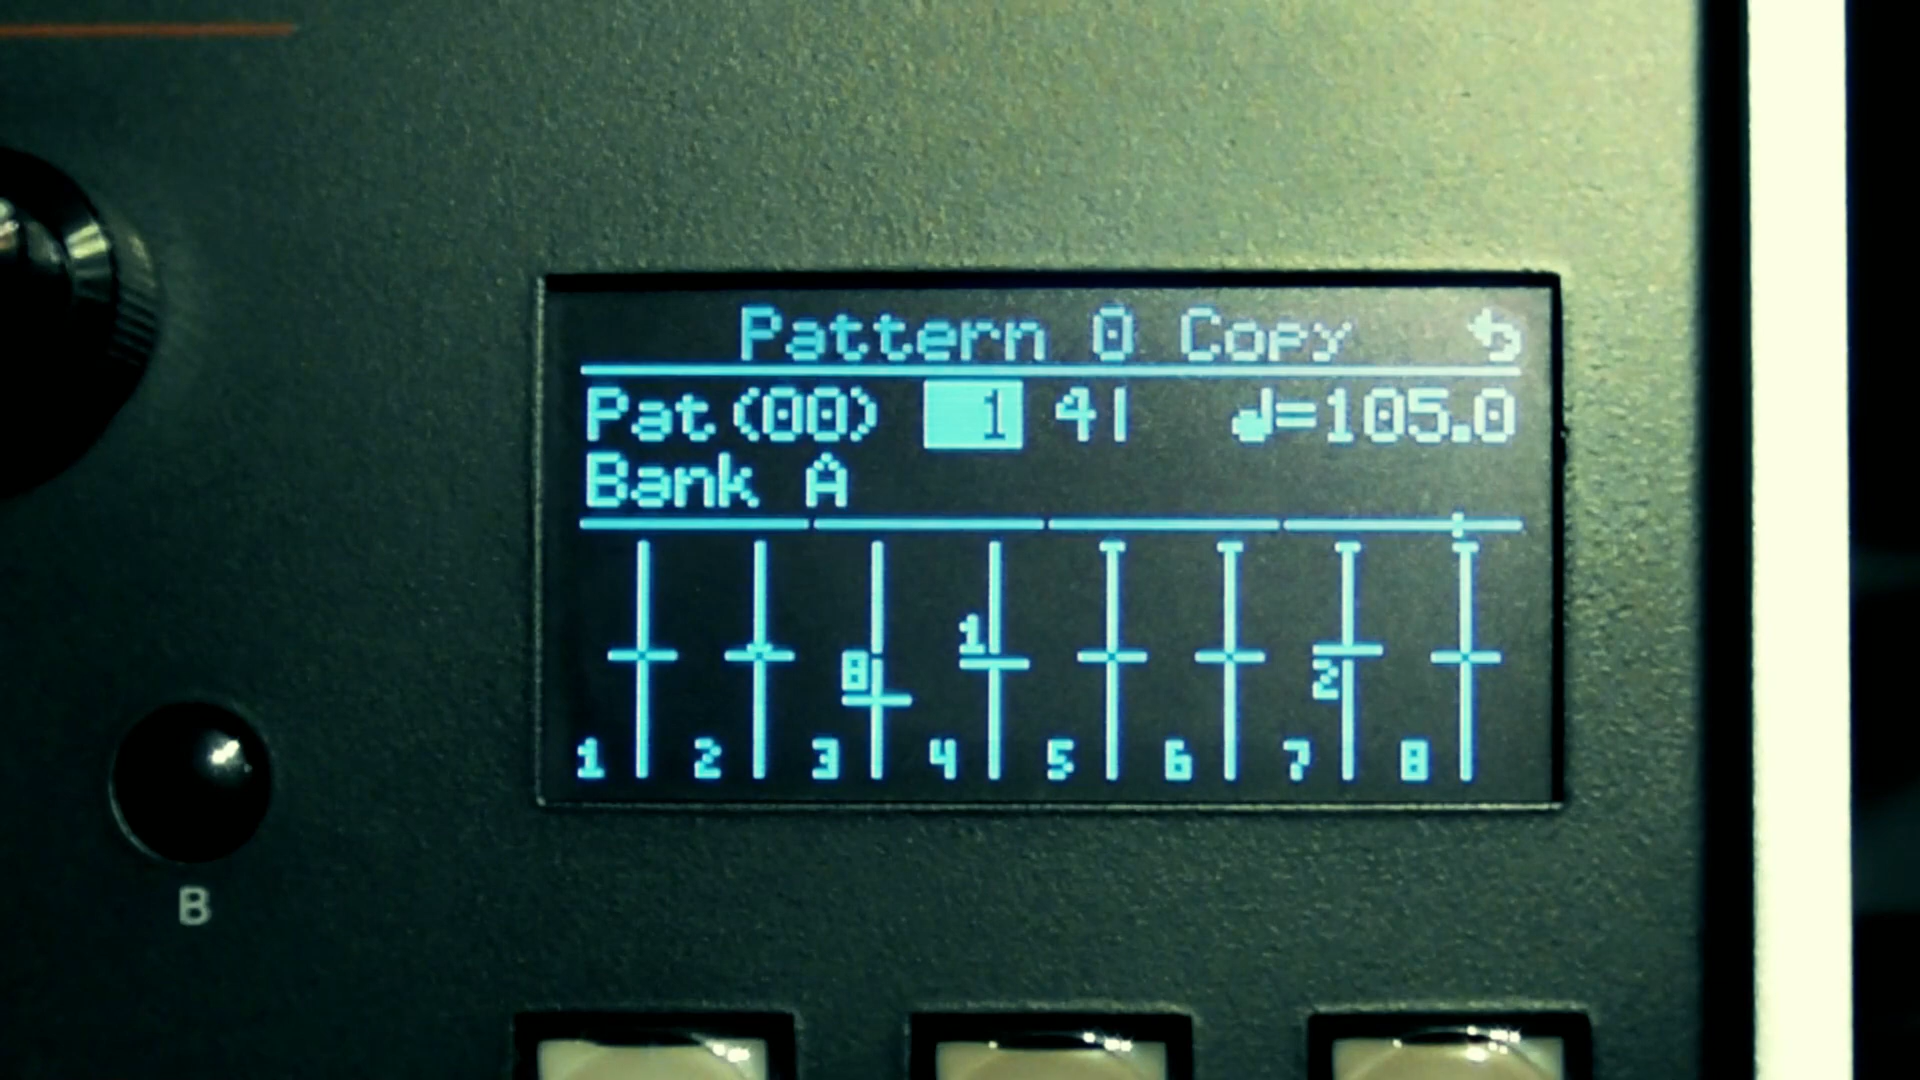 Pattern 0 Copy
Pat(00) 1 4| ♩=105.0
Bank A
1 2 3 8 4 1 5 6 7 2 8
B